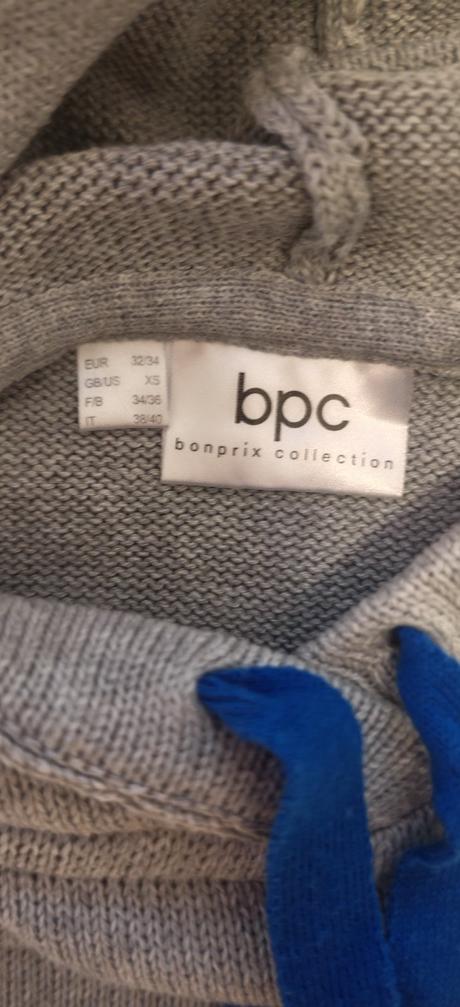 EUR 32/34
GB/US XS
F/B 34/36
IT 38/40
bpc
bonprix collection